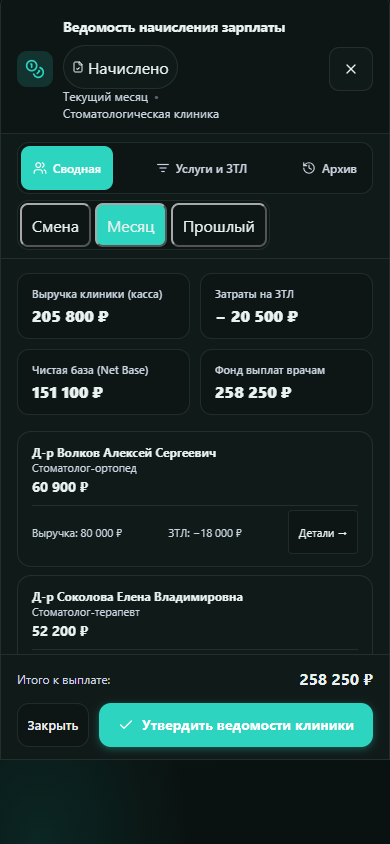 Ведомость начисления зарплаты
Начислено
Текущий месяц •
Стоматологическая клиника
Сводная
Услуги и ЗТЛ
Архив
Смена
Месяц
Прошлый
Выручка клиники (касса)
205 800 ₽
Затраты на ЗТЛ
− 20 500 ₽
Чистая база (Net Base)
151 100 ₽
Фонд выплат врачам
258 250 ₽
Д-р Волков Алексей Сергеевич
Стоматолог-ортопед
60 900 ₽
Выручка: 80 000 ₽
ЗТЛ: −18 000 ₽
Детали →
Д-р Соколова Елена Владимировна
Стоматолог-терапевт
52 200 ₽
Итого к выплате:
258 250 ₽
Закрыть
Утвердить ведомости клиники